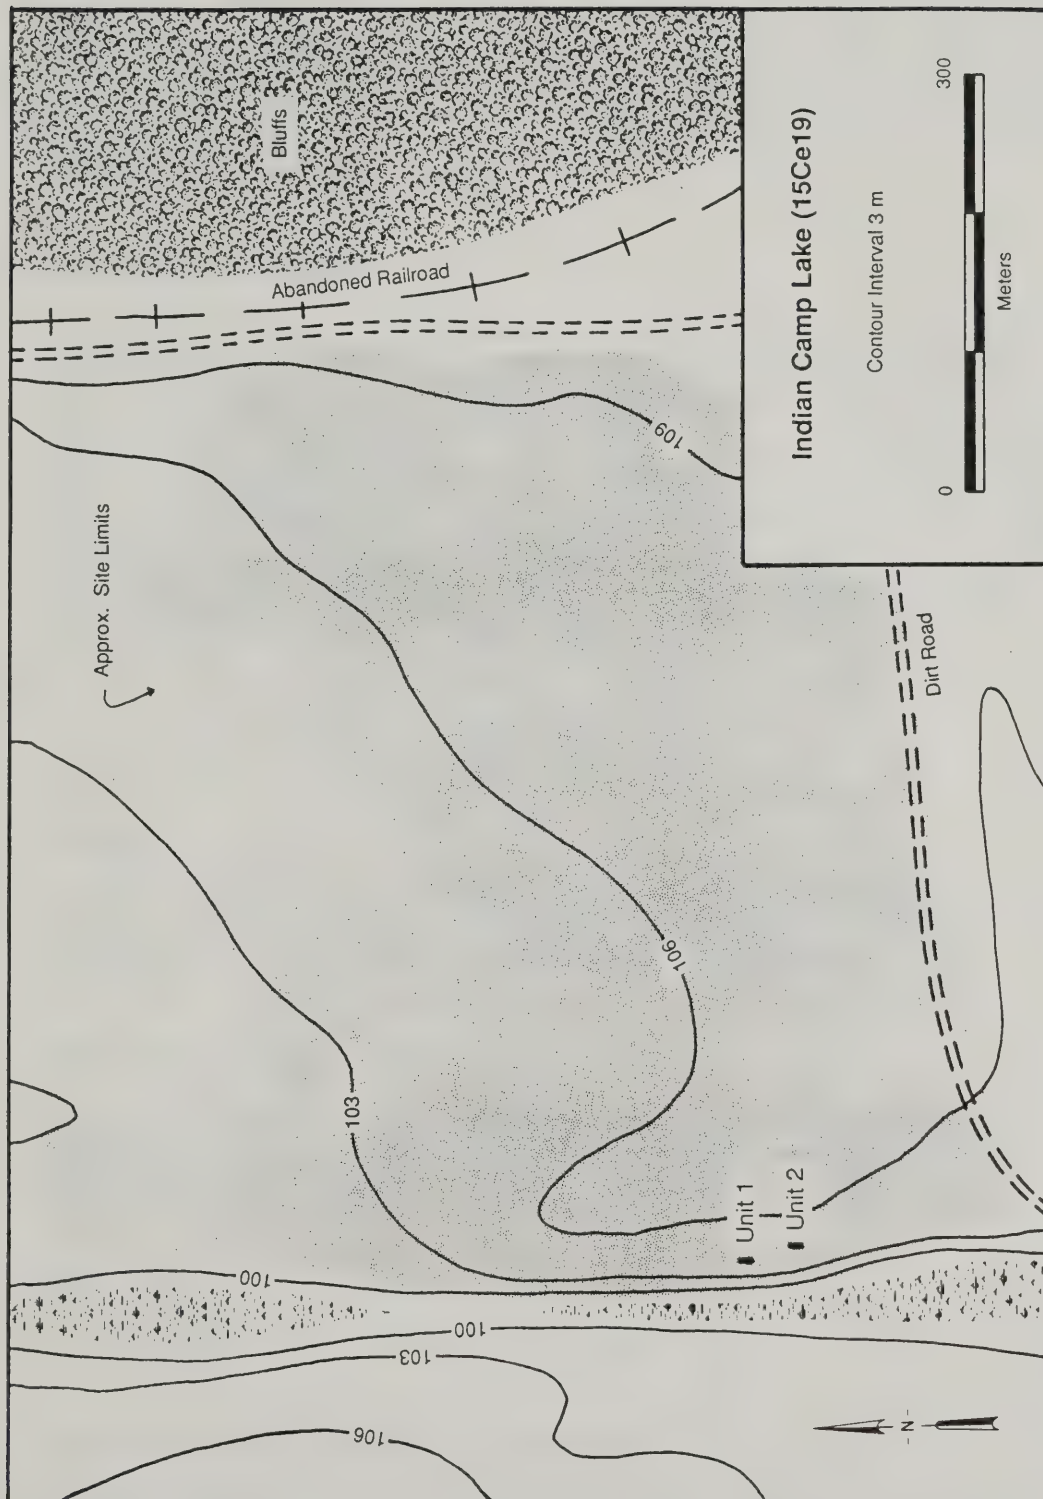 Bluffs
Abandoned Railroad
Approx. Site Limits
109
106
103
100
100
103
106
Unit 1
Unit 2
Dirt Road
N
Indian Camp Lake (15Ce19)
Contour Interval 3 m
0
300
Meters